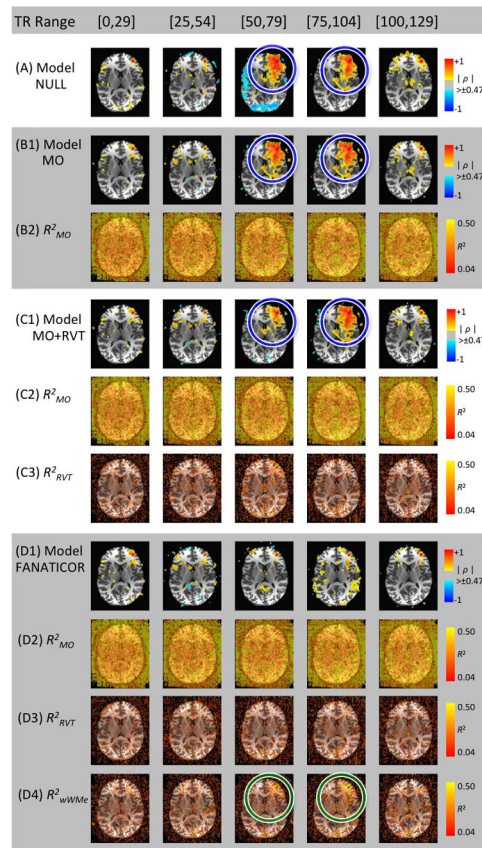 TR Range [0,29] [25,54] [50,79] [75,104] [100,129]
(A) Model
NULL
+1
| ρ |
>±0.47
-1
(B1) Model
MO
+1
| ρ |
>±0.47
-1
(B2) R²MO
0.50
R²
0.04
(C1) Model
MO+RVT
+1
| ρ |
>±0.47
-1
(C2) R²MO
0.50
R²
0.04
(C3) R²RVT
0.50
R²
0.04
(D1) Model
FANATICOR
+1
| ρ |
>±0.47
-1
(D2) R²MO
0.50
R²
0.04
(D3) R²RVT
0.50
R²
0.04
(D4) R²wWMe
0.50
R²
0.04